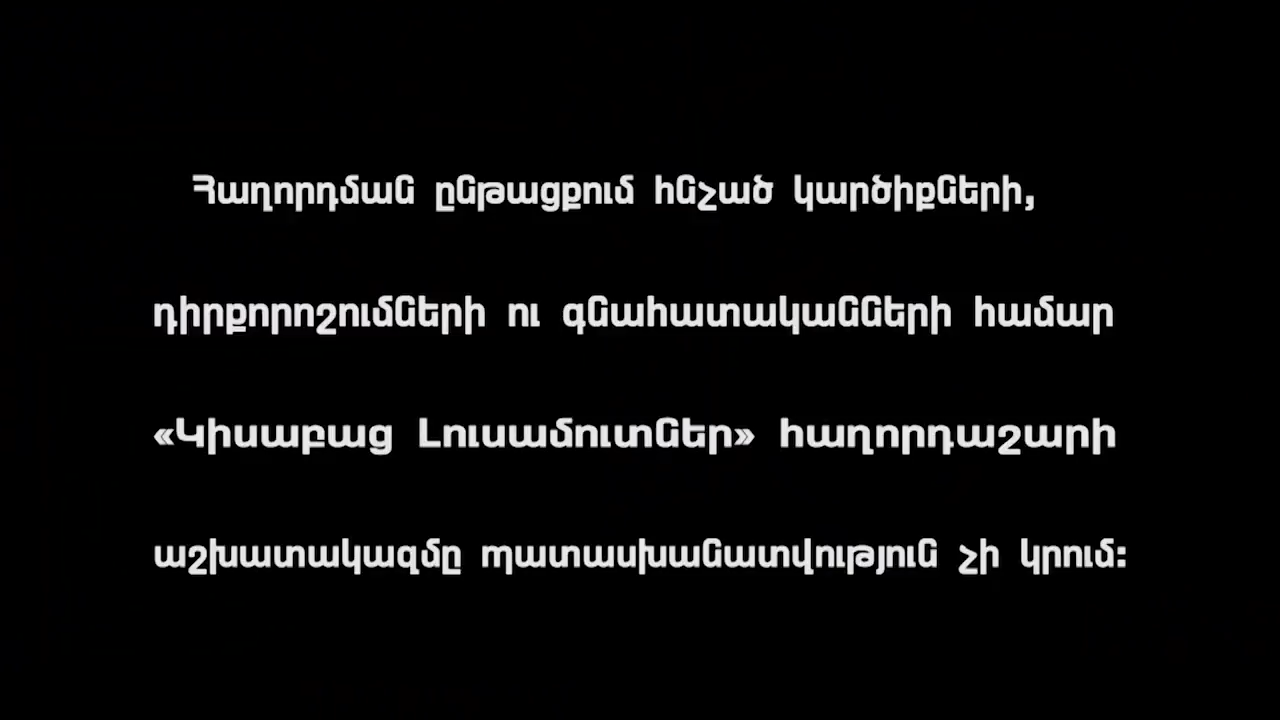 Հաղորդման ընթացքում հնչած կարծիքների,
դիրքորոշումների ու գնահատականների համար
«Կիսաբաց Լուսամուտներ» հաղորդաշարի
աշխատակազմը պատասխանատվություն չի կրում: